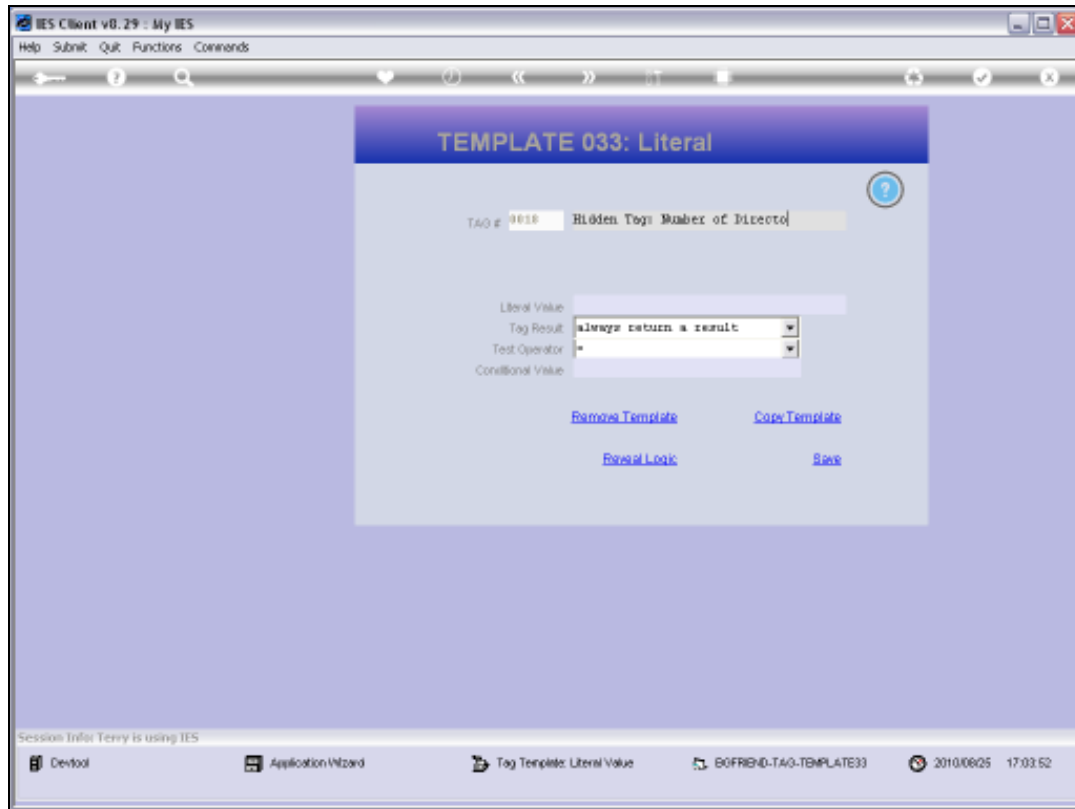 IES Client v8.29 : My IES
Help Submit Quit Functions Commands
TEMPLATE 033: Literal
TAG # 0018 Hidden Tag: Number of Directo
Literal Value
Tag Result always return a result
Test Operator =
Conditional Value
Remove Template Copy Template
Reveal Logic Save
Session Info: Terry is using IES
Devtool Application Wizard Tag Template: Literal Value BGFRIEND-TAG-TEMPLATE33 2010/08/25 17:03:52